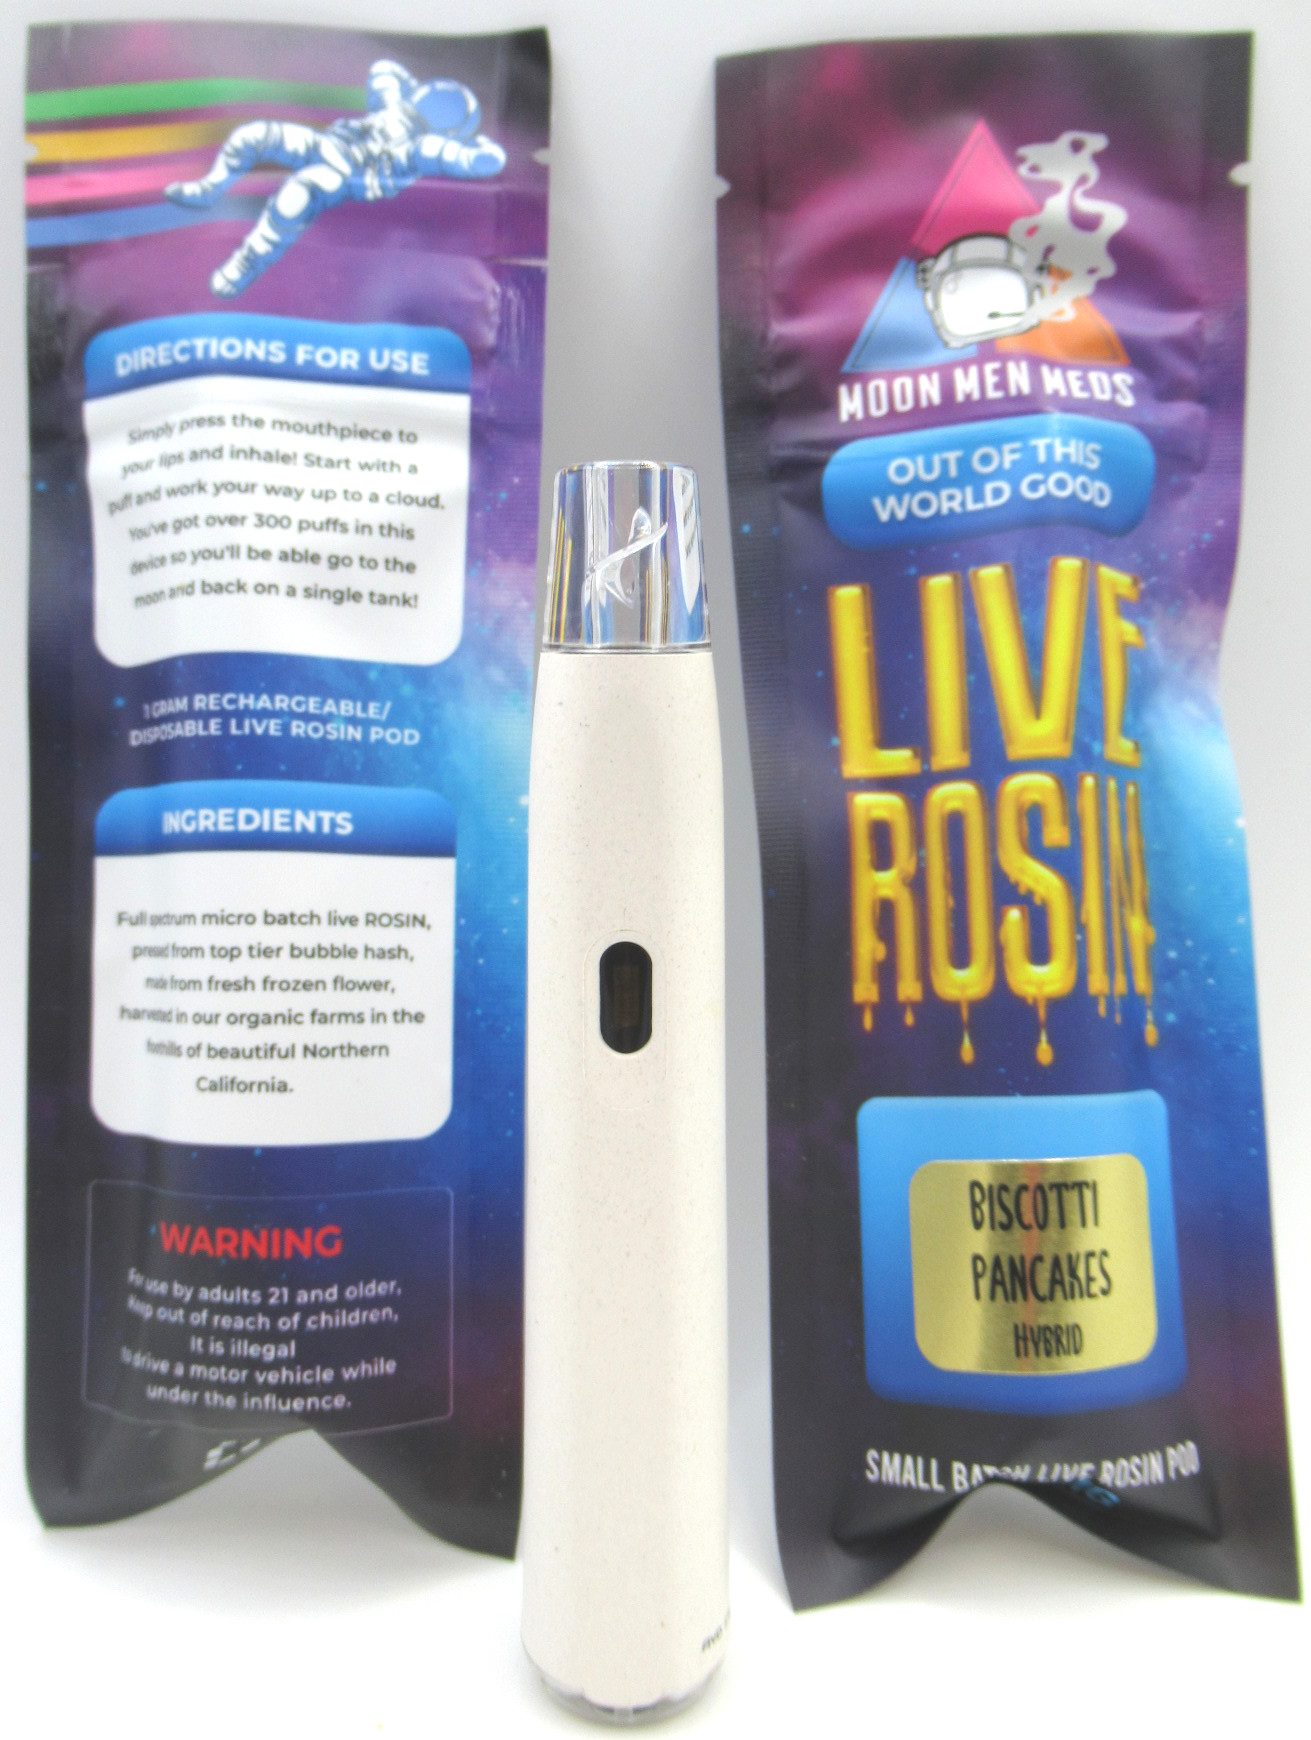 DIRECTIONS FOR USE
Simply press the mouthpiece to
your lips and inhale! Start with a
puff and work your way up to a cloud.
You've got over 300 puffs in this
device so you'll be able go to the
moon and back on a single tank!
1 GRAM RECHARGEABLE/
DISPOSABLE LIVE ROSIN POD
INGREDIENTS
Full spectrum micro batch live ROSIN,
pressed from top tier bubble hash,
made from fresh frozen flower,
harvested in our organic farms in the
foothills of beautiful Northern
California.
WARNING
For use by adults 21 and older,
Keep out of reach of children,
It is illegal
to drive a motor vehicle while
under the influence.
MOON MEN MEDS
OUT OF THIS
WORLD GOOD
LIVE
ROSIN
BISCOTTI
PANCAKES
HYBRID
SMALL BATCH LIVE ROSIN POD